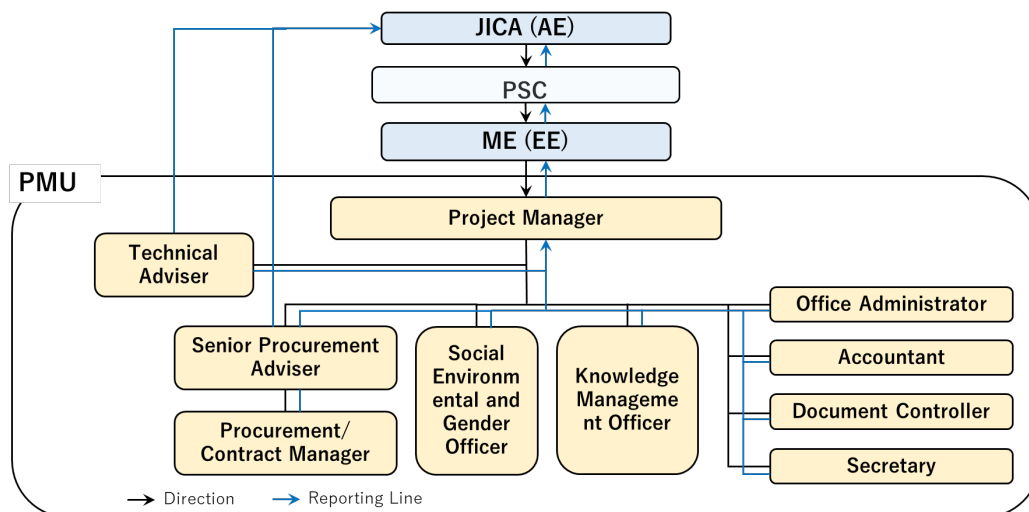 JICA (AE)
PSC
ME (EE)
PMU
Project Manager
Technical
Adviser
Office Administrator
Senior Procurement
Adviser
Social
Environm
ental and
Gender
Officer
Knowledge
Manageme
nt Officer
Accountant
Document Controller
Procurement/
Contract Manager
Secretary
Direction
Reporting Line